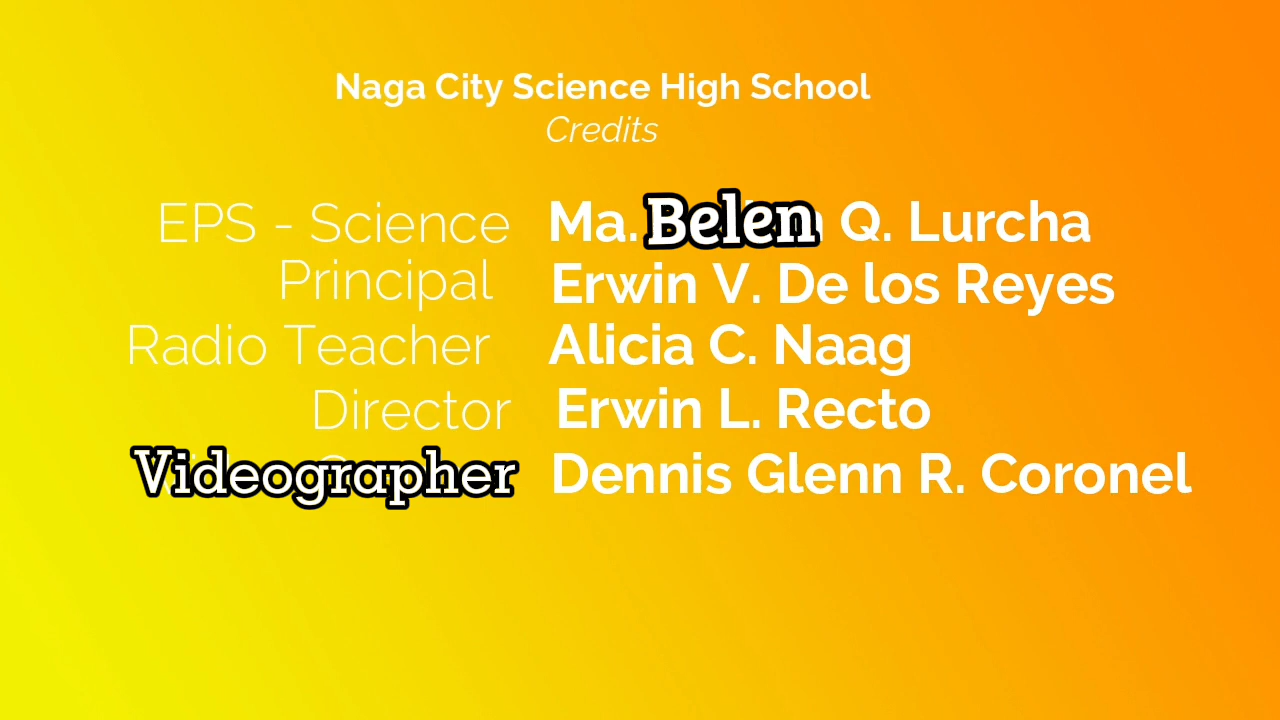 Naga City Science High School
Credits
EPS - Science Ma. Belen Q. Lurcha
Principal Erwin V. De los Reyes
Radio Teacher Alicia C. Naag
Director Erwin L. Recto
Videographer Dennis Glenn R. Coronel